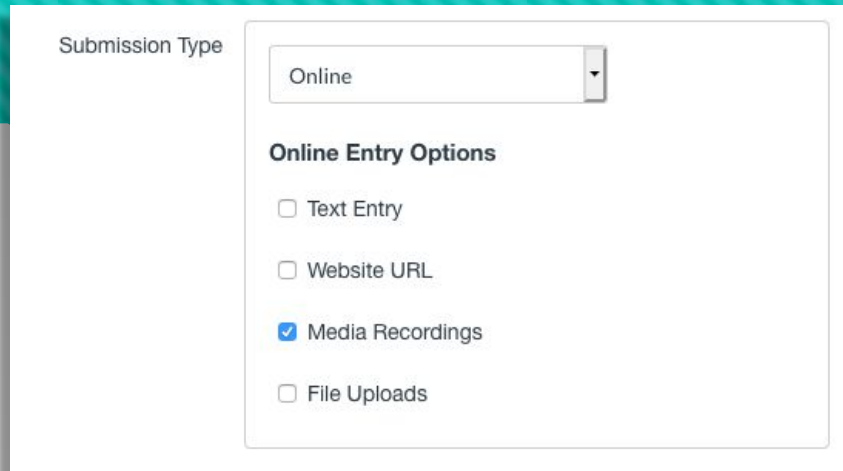 Submission Type
Online
Online Entry Options
Text Entry
Website URL
Media Recordings
File Uploads